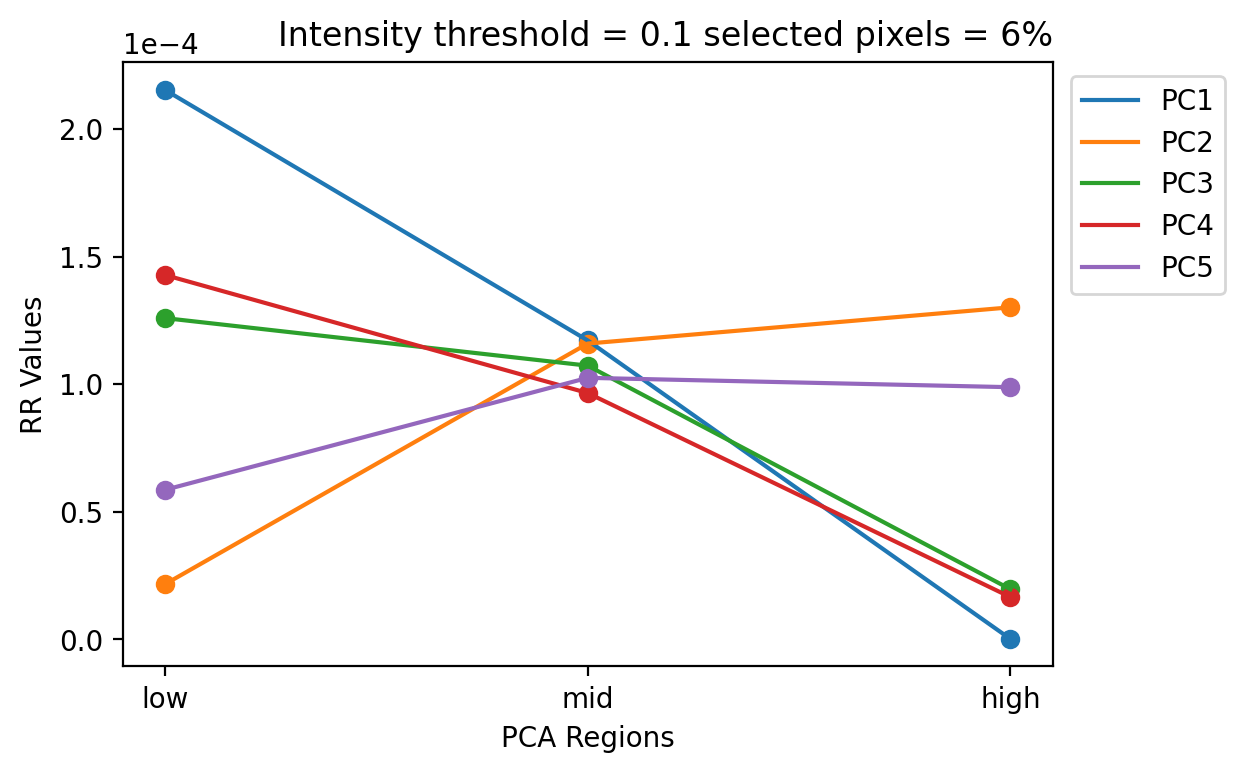 Intensity threshold = 0.1 selected pixels = 6%
1e−4
2.0
1.5
1.0
0.5
0.0
RR Values
low
mid
high
PCA Regions
PC1
PC2
PC3
PC4
PC5